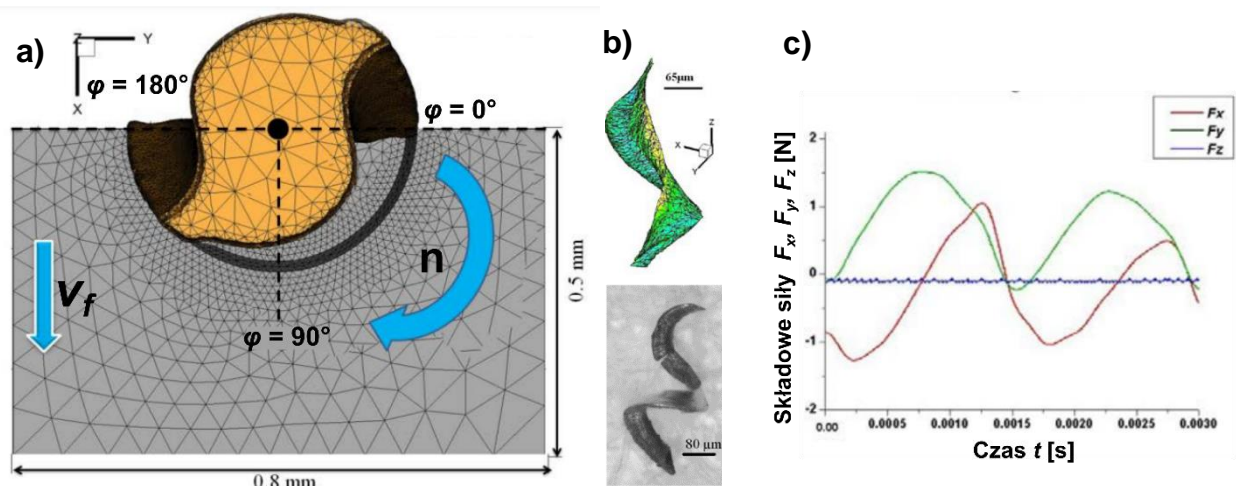 a)
Z Y
X
φ = 180°
φ = 0°
n
v_f
φ = 90°
0.5 mm
0.8 mm
b)
65μm
Z
X
Y
80 μm
c)
Fx
Fy
Fz
Składowe siły F_x, F_y, F_z [N]
2
1
0
-1
-2
0.00 0.0005 0.0010 0.0015 0.0020 0.0025 0.0030
Czas t [s]